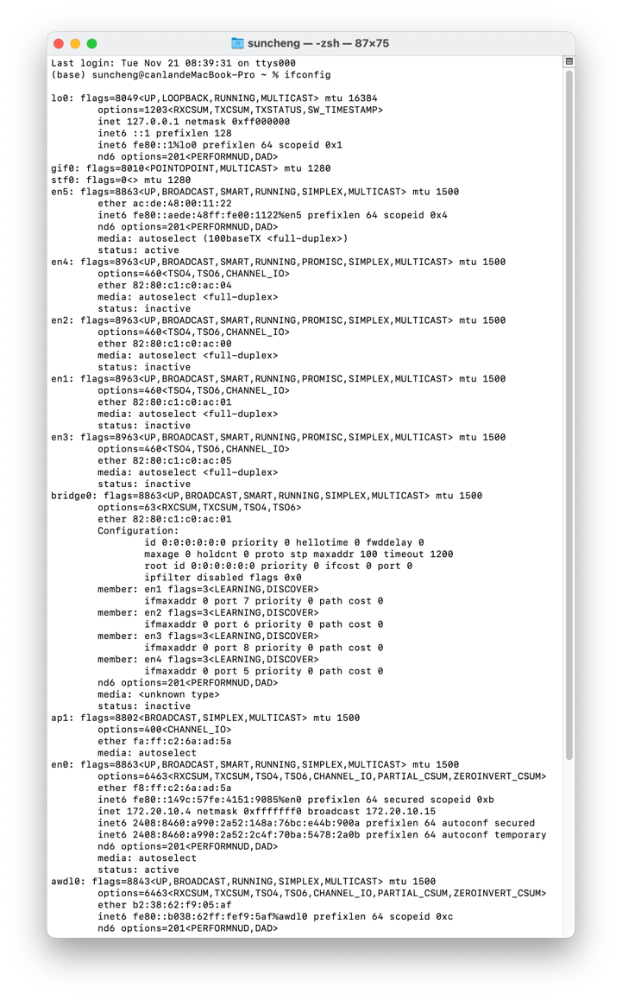 suncheng — -zsh — 87×75
Last login: Tue Nov 21 08:39:31 on ttys000
(base) suncheng@canlandeMacBook-Pro ~ % ifconfig
lo0: flags=8049<UP,LOOPBACK,RUNNING,MULTICAST> mtu 16384
options=1203<RXCSUM,TXCSUM,TXSTATUS,SW_TIMESTAMP>
inet 127.0.0.1 netmask 0xff000000
inet6 ::1 prefixlen 128
inet6 fe80::1%lo0 prefixlen 64 scopeid 0x1
nd6 options=201<PERFORMNUD,DAD>
gif0: flags=8010<POINTOPOINT,MULTICAST> mtu 1280
stf0: flags=0<> mtu 1280
en5: flags=8863<UP,BROADCAST,SMART,RUNNING,SIMPLEX,MULTICAST> mtu 1500
ether ac:de:48:00:11:22
inet6 fe80::aede:48ff:fe00:1122%en5 prefixlen 64 scopeid 0x4
nd6 options=201<PERFORMNUD,DAD>
media: autoselect (100baseTX <full-duplex>)
status: active
en4: flags=8963<UP,BROADCAST,SMART,RUNNING,PROMISC,SIMPLEX,MULTICAST> mtu 1500
options=460<TSO4,TSO6,CHANNEL_IO>
ether 82:80:c1:c0:ac:04
media: autoselect <full-duplex>
status: inactive
en2: flags=8963<UP,BROADCAST,SMART,RUNNING,PROMISC,SIMPLEX,MULTICAST> mtu 1500
options=460<TSO4,TSO6,CHANNEL_IO>
ether 82:80:c1:c0:ac:00
media: autoselect <full-duplex>
status: inactive
en1: flags=8963<UP,BROADCAST,SMART,RUNNING,PROMISC,SIMPLEX,MULTICAST> mtu 1500
options=460<TSO4,TSO6,CHANNEL_IO>
ether 82:80:c1:c0:ac:01
media: autoselect <full-duplex>
status: inactive
en3: flags=8963<UP,BROADCAST,SMART,RUNNING,PROMISC,SIMPLEX,MULTICAST> mtu 1500
options=460<TSO4,TSO6,CHANNEL_IO>
ether 82:80:c1:c0:ac:05
media: autoselect <full-duplex>
status: inactive
bridge0: flags=8863<UP,BROADCAST,SMART,RUNNING,SIMPLEX,MULTICAST> mtu 1500
options=63<RXCSUM,TXCSUM,TSO4,TSO6>
ether 82:80:c1:c0:ac:01
Configuration:
id 0:0:0:0:0:0 priority 0 hellotime 0 fwddelay 0
maxage 0 holdcnt 0 proto stp maxaddr 100 timeout 1200
root id 0:0:0:0:0:0 priority 0 ifcost 0 port 0
ipfilter disabled flags 0x0
member: en1 flags=3<LEARNING,DISCOVER>
ifmaxaddr 0 port 7 priority 0 path cost 0
member: en2 flags=3<LEARNING,DISCOVER>
ifmaxaddr 0 port 6 priority 0 path cost 0
member: en3 flags=3<LEARNING,DISCOVER>
ifmaxaddr 0 port 8 priority 0 path cost 0
member: en4 flags=3<LEARNING,DISCOVER>
ifmaxaddr 0 port 5 priority 0 path cost 0
nd6 options=201<PERFORMNUD,DAD>
media: <unknown type>
status: inactive
ap1: flags=8802<BROADCAST,SIMPLEX,MULTICAST> mtu 1500
options=400<CHANNEL_IO>
ether fa:ff:c2:6a:ad:5a
media: autoselect
en0: flags=8863<UP,BROADCAST,SMART,RUNNING,SIMPLEX,MULTICAST> mtu 1500
options=6463<RXCSUM,TXCSUM,TSO4,TSO6,CHANNEL_IO,PARTIAL_CSUM,ZEROINVERT_CSUM>
ether f8:ff:c2:6a:ad:5a
inet6 fe80::149c:57fe:4151:9085%en0 prefixlen 64 secured scopeid 0xb
inet 172.20.10.4 netmask 0xfffffff0 broadcast 172.20.10.15
inet6 2408:8460:a990:2a52:148a:76bc:e44b:900a prefixlen 64 autoconf secured
inet6 2408:8460:a990:2a52:2c4f:70ba:5478:2a0b prefixlen 64 autoconf temporary
nd6 options=201<PERFORMNUD,DAD>
media: autoselect
status: active
awdl0: flags=8843<UP,BROADCAST,RUNNING,SIMPLEX,MULTICAST> mtu 1500
options=6463<RXCSUM,TXCSUM,TSO4,TSO6,CHANNEL_IO,PARTIAL_CSUM,ZEROINVERT_CSUM>
ether b2:38:62:f9:05:af
inet6 fe80::b038:62ff:fef9:5af%awdl0 prefixlen 64 scopeid 0xc
nd6 options=201<PERFORMNUD,DAD>